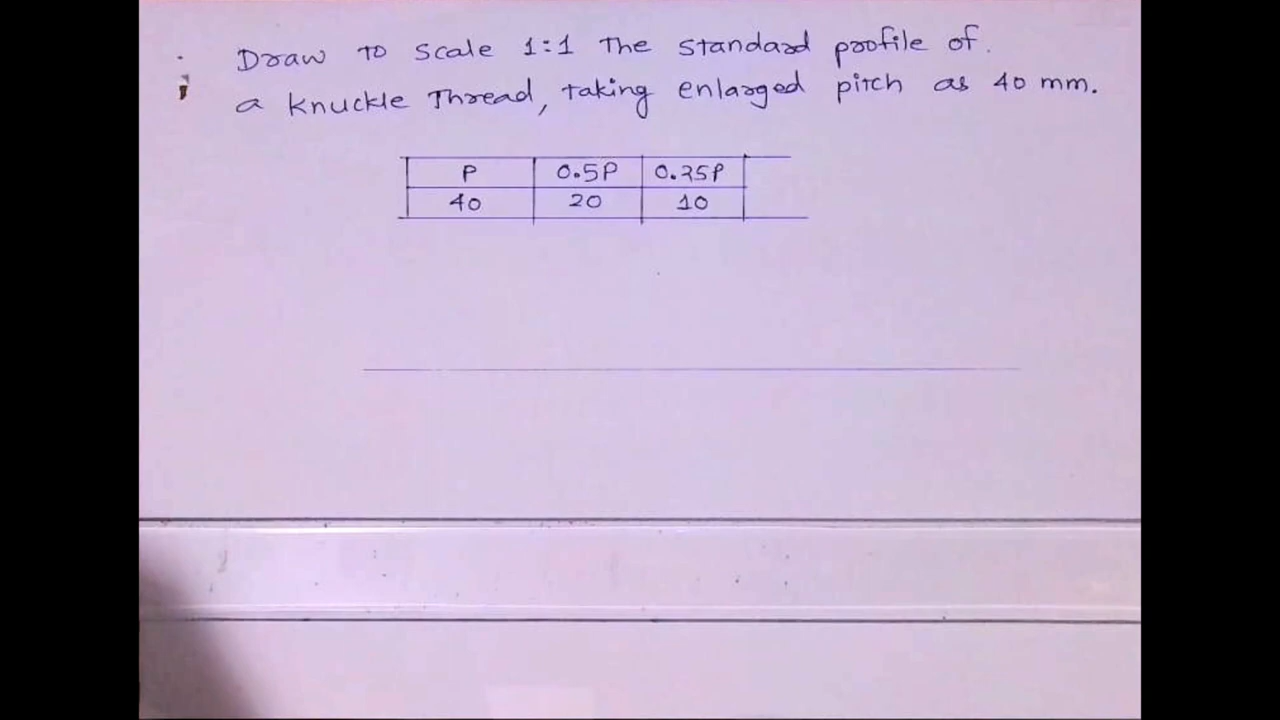 Draw to scale 1:1 the standard profile of.
a knuckle Thread, taking enlarged pitch as 40 mm.
P 0.5P 0.25P
40 20 10